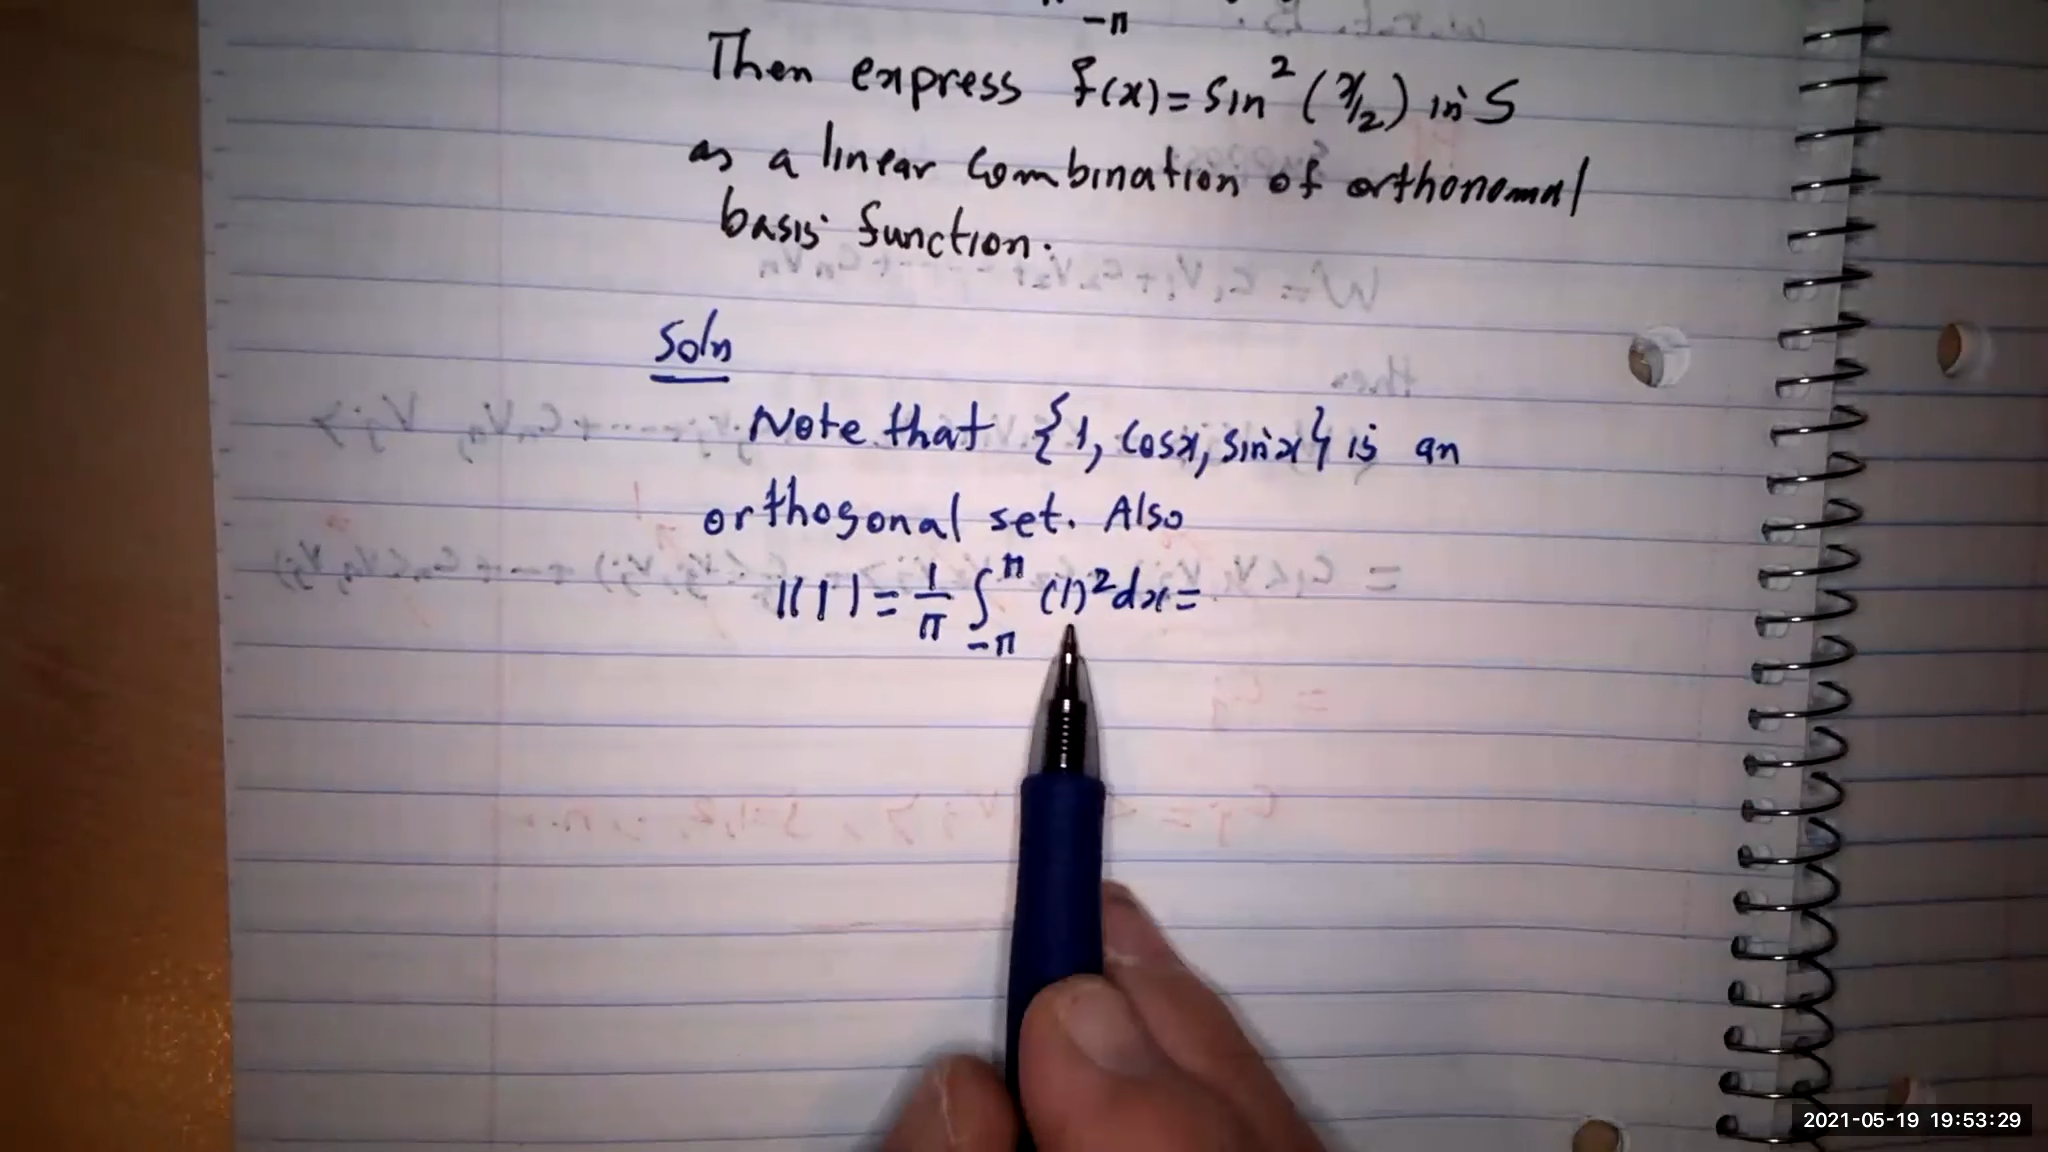 -π
Then express f(x) = sin² (x/2) in S
as a linear combination of orthonomal
basis function.
Soln
Note that {1, cosx, sinx} is an
orthogonal set. Also
||1|| = 1/π ∫_{-π}^{π} (1)² dx =
2021-05-19 19:53:29